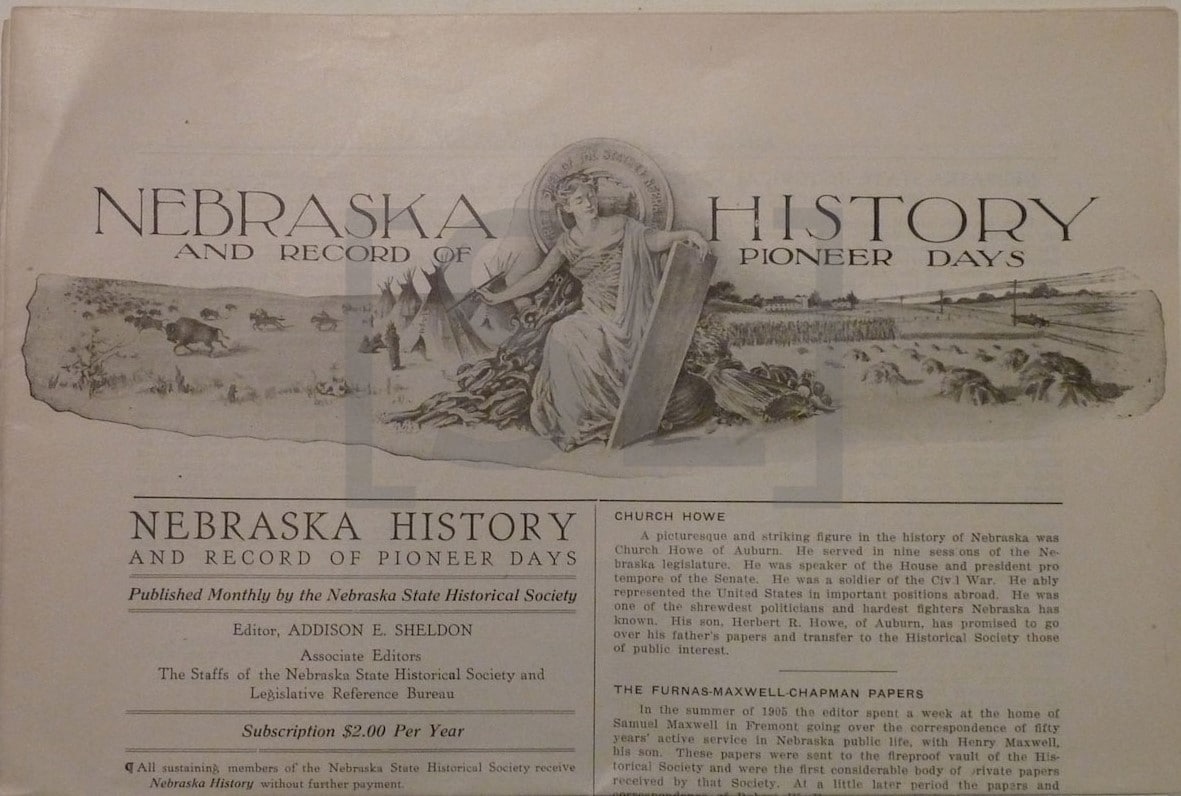 NEBRASKA HISTORY
AND RECORD OF PIONEER DAYS
NEBRASKA HISTORY
AND RECORD OF PIONEER DAYS
Published Monthly by the Nebraska State Historical Society
Editor, ADDISON E. SHELDON
Associate Editors
The Staffs of the Nebraska State Historical Society and
Legislative Reference Bureau
Subscription $2.00 Per Year
¶ All sustaining members of the Nebraska State Historical Society receive
Nebraska History without further payment.
CHURCH HOWE
A picturesque and striking figure in the history of Nebraska was
Church Howe of Auburn. He served in nine sess ons of the Ne-
braska legislature. He was speaker of the House and president pro
tempore of the Senate. He was a soldier of the Civ l War. He ably
represented the United States in important positions abroad. He was
one of the shrewdest politicians and hardest fighters Nebraska has
known. His son, Herbert R. Howe, of Auburn, has promised to go
over his father's papers and transfer to the Historical Society those
of public interest.
THE FURNAS-MAXWELL-CHAPMAN PAPERS
In the summer of 1905 the editor spent a week at the home of
Samuel Maxwell in Fremont going over the correspondence of fifty
years' active service in Nebraska public life, with Henry Maxwell,
his son. These papers were sent to the fireproof vault of the His-
torical Society and were the first considerable body of private papers
received by that Society. At a little later period the papers and